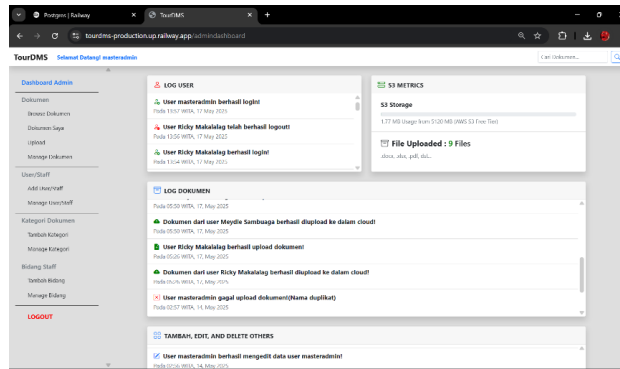 Postgres | Railway
TourDMS
tourdms-production.up.railway.app/admindashboard
TourDMS
Selamat Datang! masteradmin
Cari Dokumen...
Dashboard Admin
Dokumen
Browse Dokumen
Dokumen Saya
Upload
Manage Dokumen
User/Staff
Add User/Staff
Manage User/Staff
Kategori Dokumen
Tambah Kategori
Manage Kategori
Bidang Staff
Tambah Bidang
Manage Bidang
LOGOUT
LOG USER
User masteradmin berhasil login!
Pada 13:57 WITA, 17 May 2025
User Ricky Makalalag telah berhasil logout!
Pada 13:56 WITA, 17 May 2025
User Ricky Makalalag berhasil login!
Pada 13:54 WITA, 17 May 2025
S3 METRICS
S3 Storage
1.77 MB Usage from 5120 MB (AWS S3 Free Tier)
File Uploaded : 9 Files
.docx, .xlsx, .pdf, dsb...
LOG DOKUMEN
Pada 05:50 WITA, 17, May 2025
Dokumen dari user Meydie Sambuaga berhasil diupload ke dalam cloud!
Pada 05:50 WITA, 17, May 2025
User Ricky Makalalag berhasil upload dokumen!
Pada 05:26 WITA, 17, May 2025
Dokumen dari user Ricky Makalalag berhasil diupload ke dalam cloud!
Pada 05:26 WITA, 17, May 2025
User masteradmin gagal upload dokumen(Nama duplikat)
Pada 02:57 WITA, 14, May 2025
TAMBAH, EDIT, AND DELETE OTHERS
User masteradmin berhasil mengedit data user masteradmin!
Pada 07:56 WITA, 14, May 2025